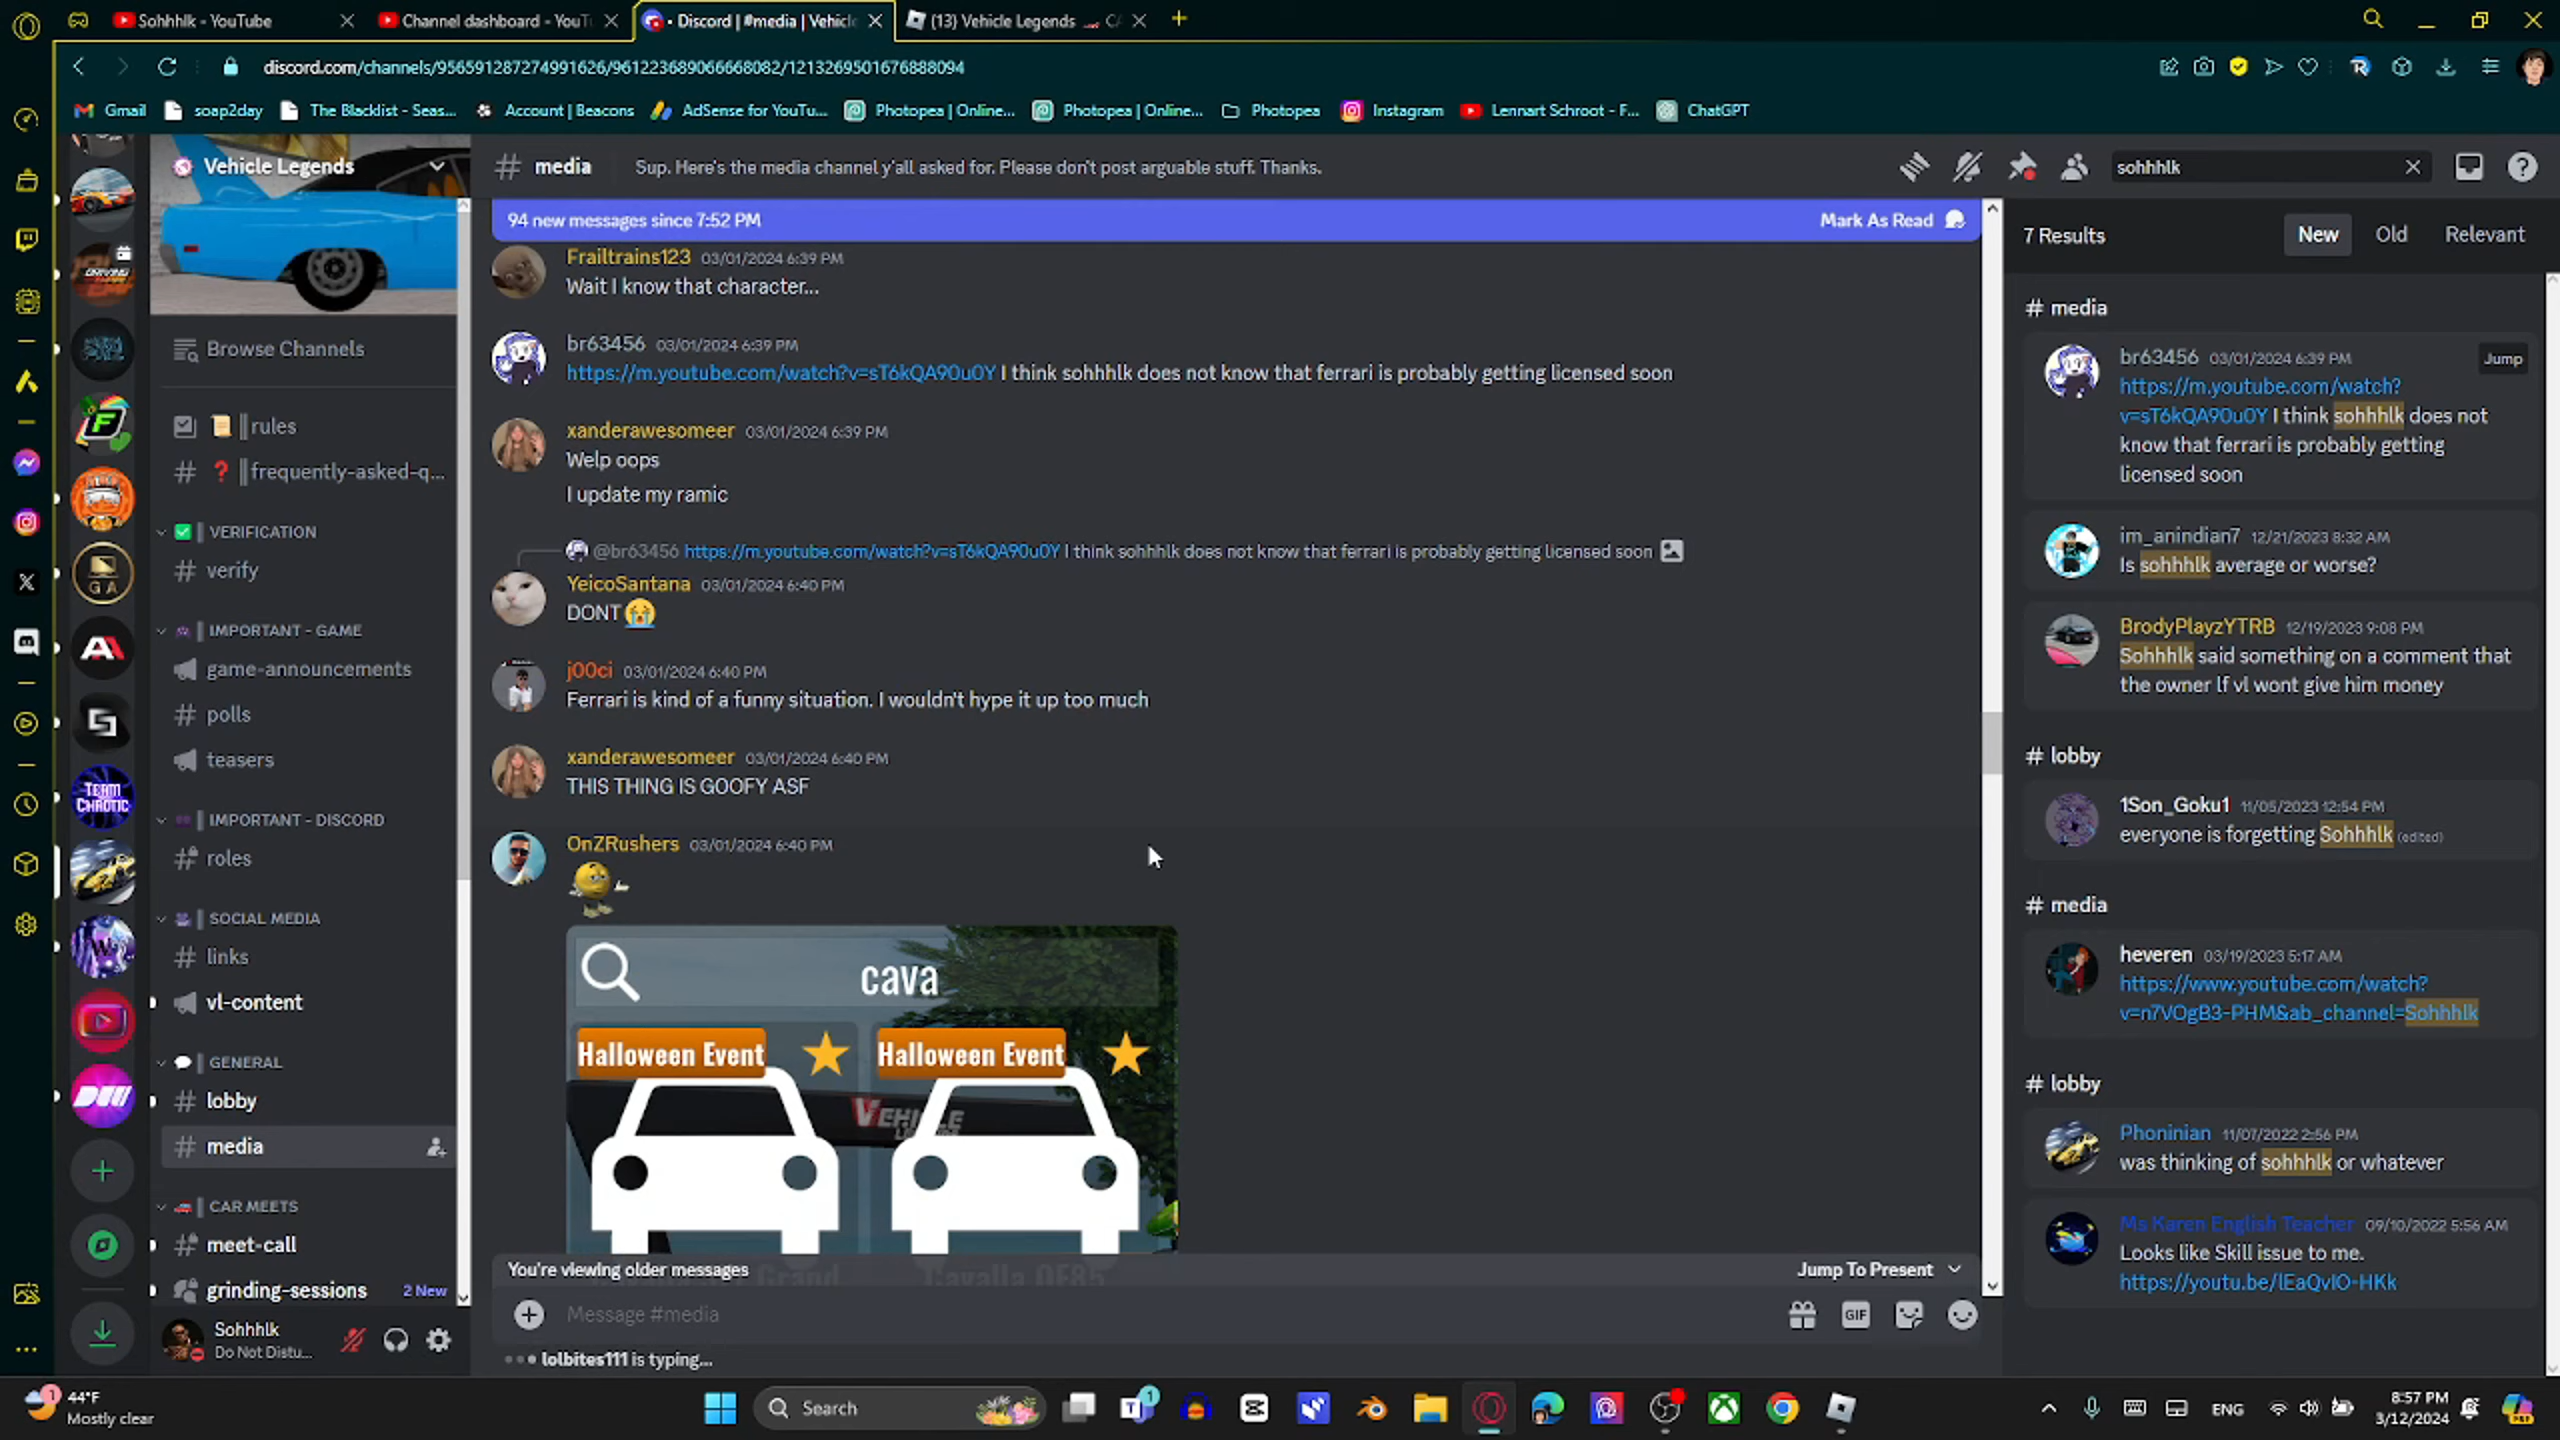 Sohhhlk - YouTube
Channel dashboard - YouT
Discord | #media | Vehicle
(13) Vehicle Legends
discord.com/channels/956591287274991626/961223689066668082/1213269501676888094
Gmail
soap2day
The Blacklist - Seas...
Account | Beacons
AdSense for YouTu...
Photopea | Online...
Photopea | Online...
Photopea
Instagram
Lennart Schroot - F...
ChatGPT
Vehicle Legends
Browse Channels
rules
frequently-asked-q...
VERIFICATION
verify
IMPORTANT - GAME
game-announcements
polls
teasers
IMPORTANT - DISCORD
roles
SOCIAL MEDIA
links
vl-content
GENERAL
lobby
media
CAR MEETS
meet-call
grinding-sessions 2 New
Sohhhlk
Do Not Distu...
GA
TEAM CHAOTIC
# media Sup. Here's the media channel y'all asked for. Please don't post arguable stuff. Thanks.
94 new messages since 7:52 PM Mark As Read
Frailtrains123 03/01/2024 6:39 PM
Wait I know that character...
br63456 03/01/2024 6:39 PM
https://m.youtube.com/watch?v=sT6kQA90u0Y I think sohhhlk does not know that ferrari is probably getting licensed soon
xanderawesomeer 03/01/2024 6:39 PM
Welp oops
I update my ramic
@br63456 https://m.youtube.com/watch?v=sT6kQA90u0Y I think sohhhlk does not know that ferrari is probably getting licensed soon
YeicoSantana 03/01/2024 6:40 PM
DONT 😭
j00ci 03/01/2024 6:40 PM
Ferrari is kind of a funny situation. I wouldn't hype it up too much
xanderawesomeer 03/01/2024 6:40 PM
THIS THING IS GOOFY ASF
OnZRushers 03/01/2024 6:40 PM
cava
Halloween Event
Halloween Event
VEHICLE
You're viewing older messages Jump To Present
Message #media
GIF
lolbites111 is typing...
sohhhlk
7 Results New Old Relevant
# media
br63456 03/01/2024 6:39 PM Jump
https://m.youtube.com/watch?
v=sT6kQA90u0Y I think sohhhlk does not
know that ferrari is probably getting
licensed soon
im_anindian7 12/21/2023 8:32 AM
Is sohhhlk average or worse?
BrodyPlayzYTRB 12/19/2023 9:08 PM
Sohhhlk said something on a comment that
the owner lf vl wont give him money
# lobby
1Son_Goku1 11/05/2023 12:54 PM
everyone is forgetting Sohhhlk (edited)
# media
heveren 03/19/2023 5:17 AM
https://www.youtube.com/watch?
v=n7VOgB3-PHM&ab_channel=Sohhhlk
# lobby
Phoninian 11/07/2022 2:56 PM
was thinking of sohhhlk or whatever
Ms Karen English Teacher 09/10/2022 5:56 AM
Looks like Skill issue to me.
https://youtu.be/lEaQvIO-HKk
44°F
Mostly clear
Search
ENG
8:57 PM
3/12/2024